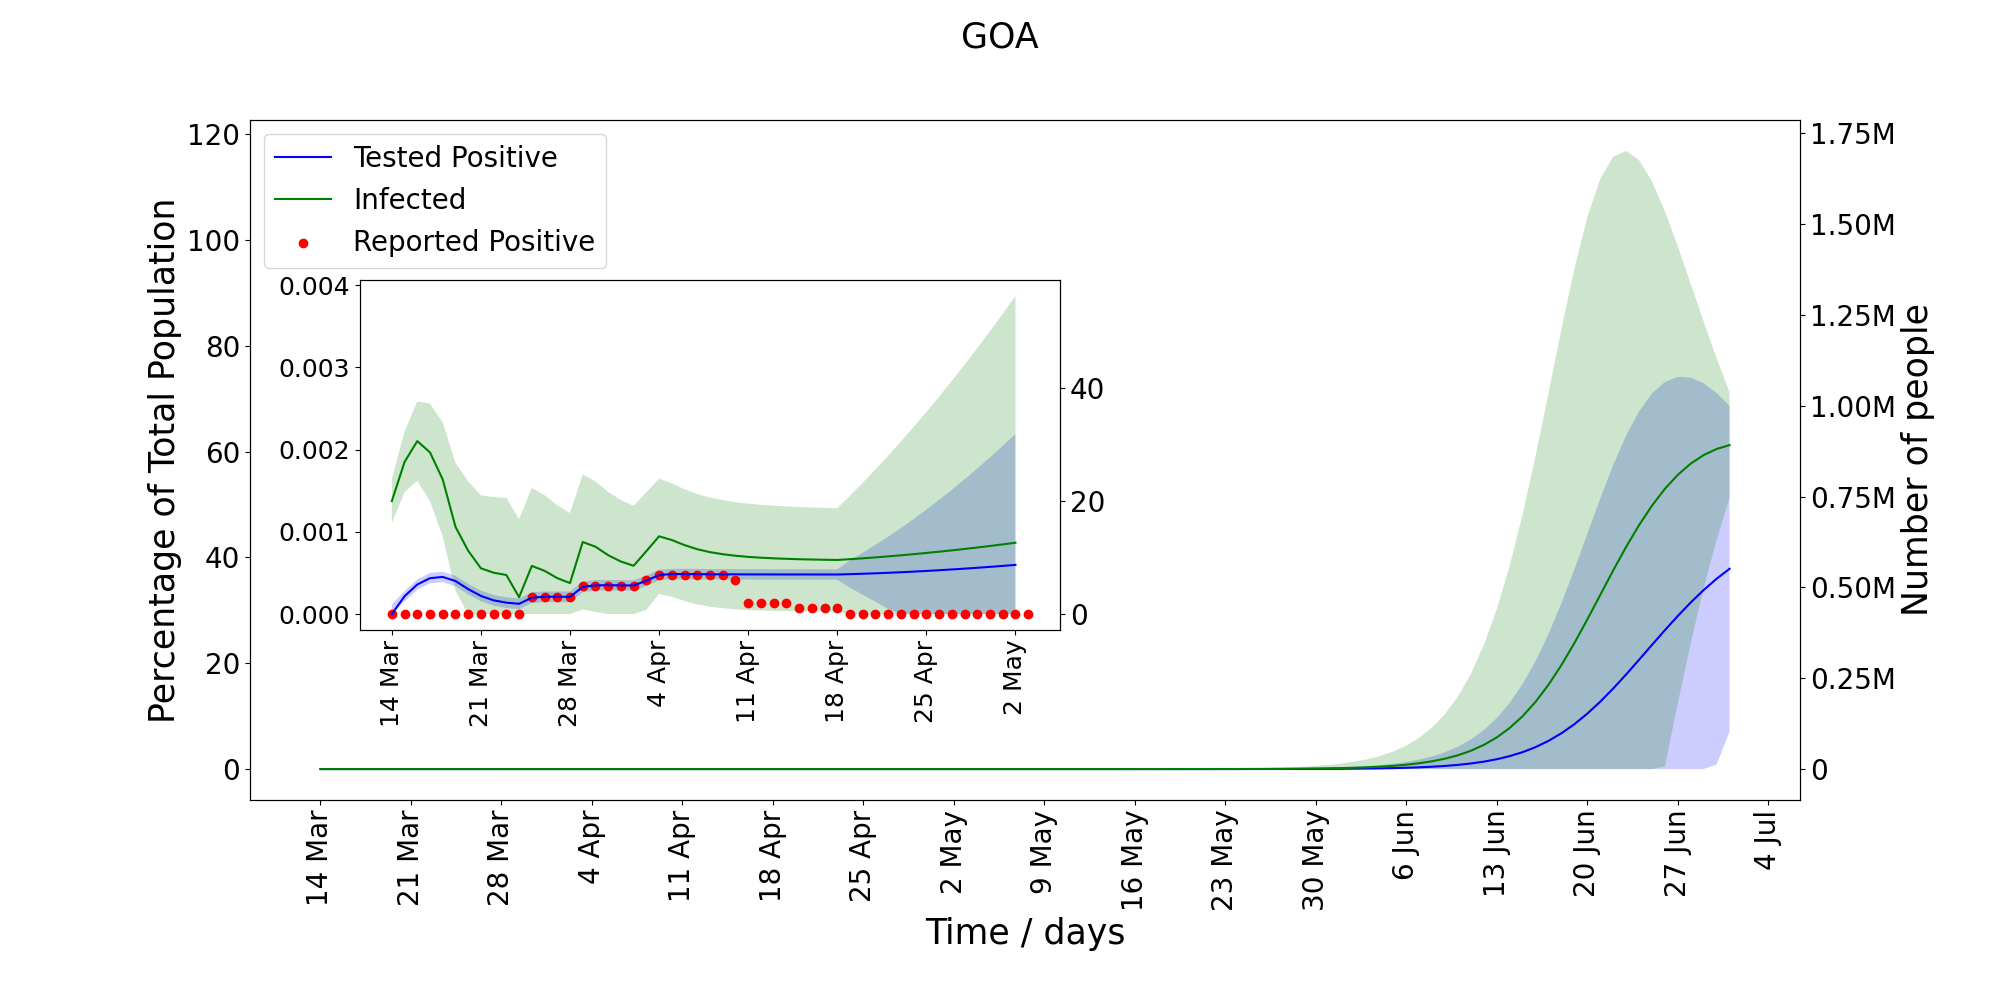 GOA
Percentage of Total Population
120
100
80
60
40
20
0
Tested Positive
Infected
Reported Positive
0.004
0.003
0.002
0.001
0.000
40
20
0
14 Mar
21 Mar
28 Mar
4 Apr
11 Apr
18 Apr
25 Apr
2 May
1.75M
1.50M
1.25M
1.00M
0.75M
0.50M
0.25M
0
Number of people
14 Mar
21 Mar
28 Mar
4 Apr
11 Apr
18 Apr
25 Apr
2 May
9 May
16 May
23 May
30 May
6 Jun
13 Jun
20 Jun
27 Jun
4 Jul
Time / days